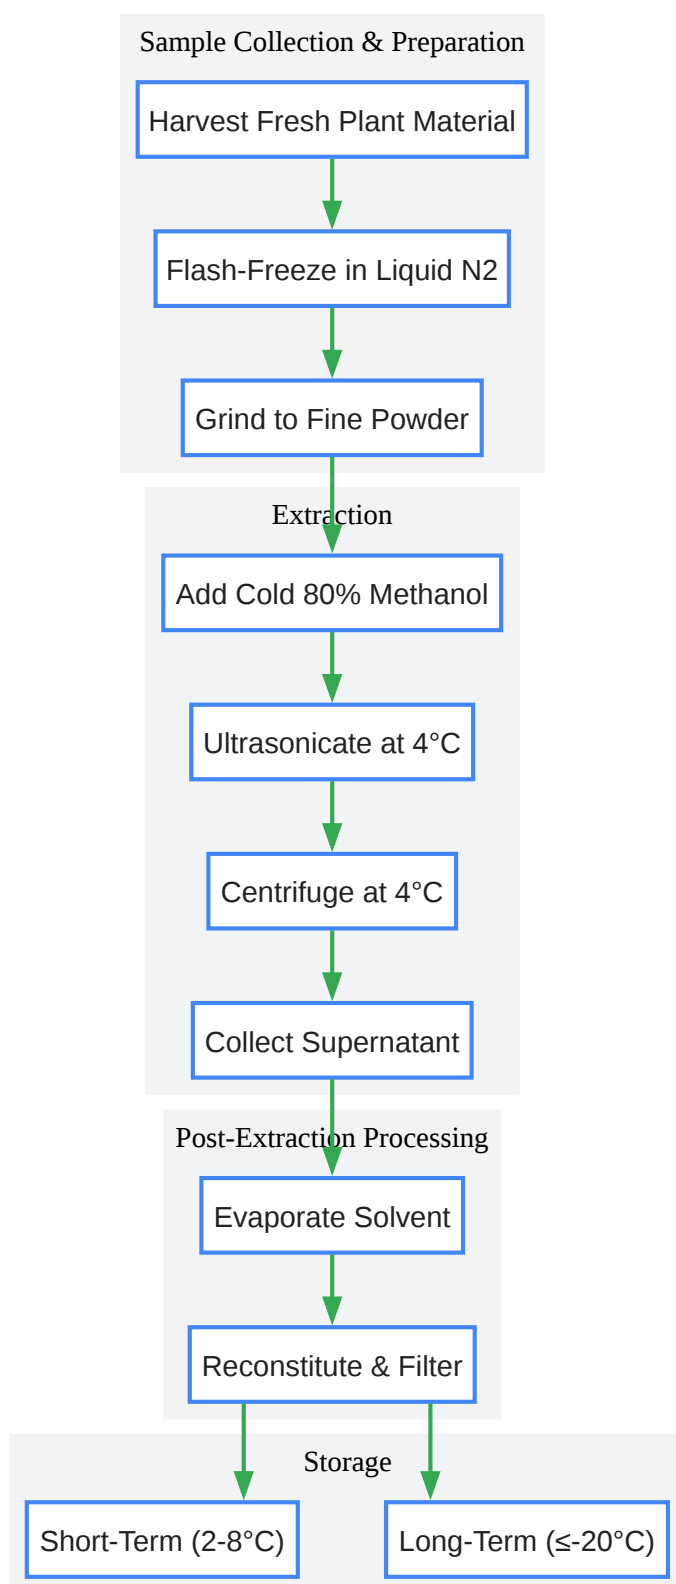 Sample Collection & Preparation
Harvest Fresh Plant Material
Flash-Freeze in Liquid N2
Grind to Fine Powder
Extraction
Add Cold 80% Methanol
Ultrasonicate at 4°C
Centrifuge at 4°C
Collect Supernatant
Post-Extraction Processing
Evaporate Solvent
Reconstitute & Filter
Storage
Short-Term (2-8°C)
Long-Term (≤-20°C)